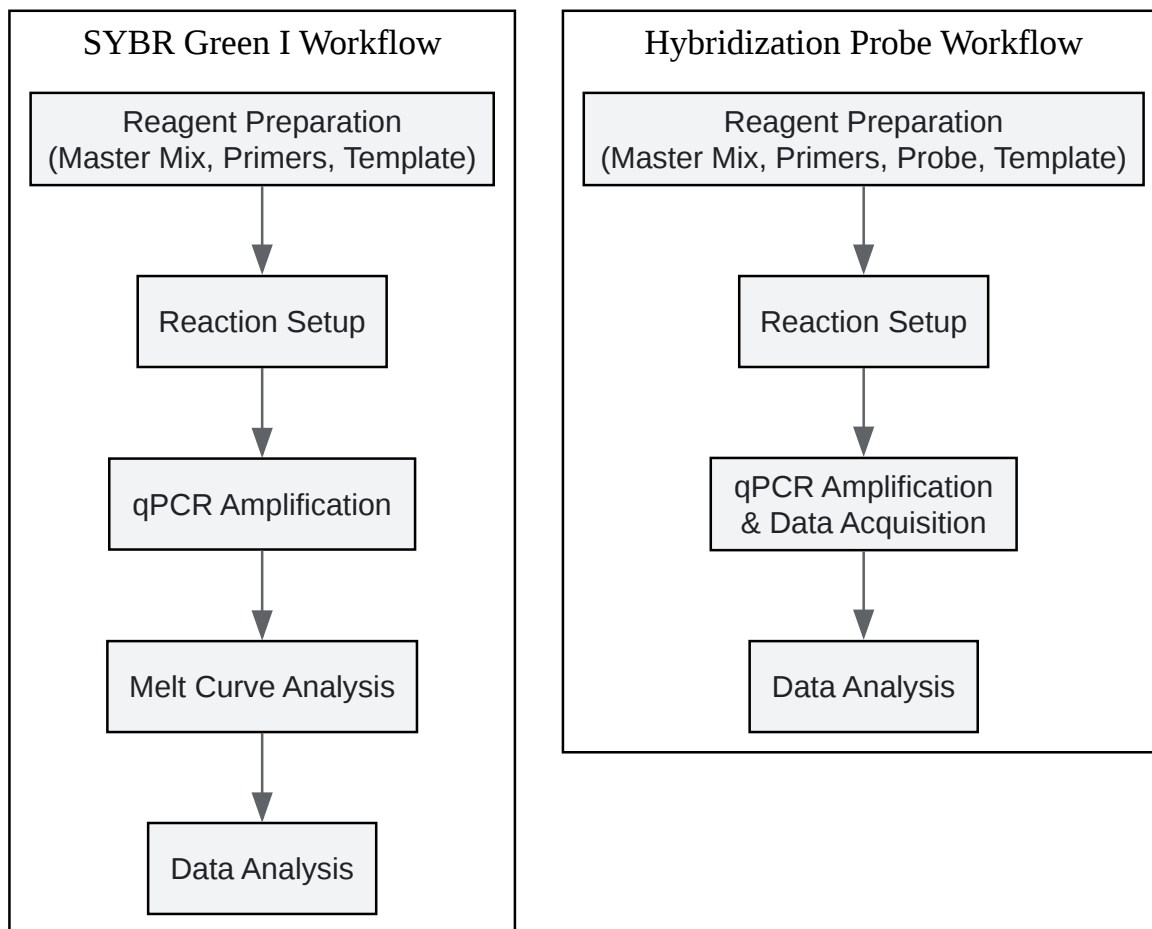 SYBR Green I Workflow
Reagent Preparation
(Master Mix, Primers, Template)
Reaction Setup
qPCR Amplification
Melt Curve Analysis
Data Analysis
Hybridization Probe Workflow
Reagent Preparation
(Master Mix, Primers, Probe, Template)
Reaction Setup
qPCR Amplification
& Data Acquisition
Data Analysis